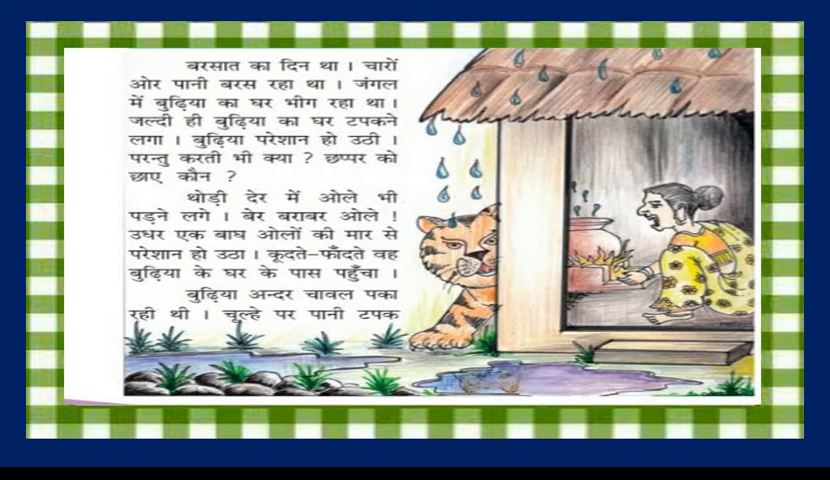 बरसात का दिन था । चारों
ओर पानी बरस रहा था । जंगल
में बुढ़िया का घर भीग रहा था ।
जल्दी ही बुढ़िया का घर टपकने
लगा । बुढ़िया परेशान हो उठी ।
परन्तु करती भी क्या ? छप्पर को
छाए कौन ?
थोड़ी देर में ओले भी
पड़ने लगे । बेर बराबर ओले !
उधर एक बाघ ओलों की मार से
परेशान हो उठा । कूदते-फाँदते वह
बुढ़िया के घर के पास पहुँचा ।
बुढ़िया अन्दर चावल पका
रही थी । चूल्हे पर पानी टपक